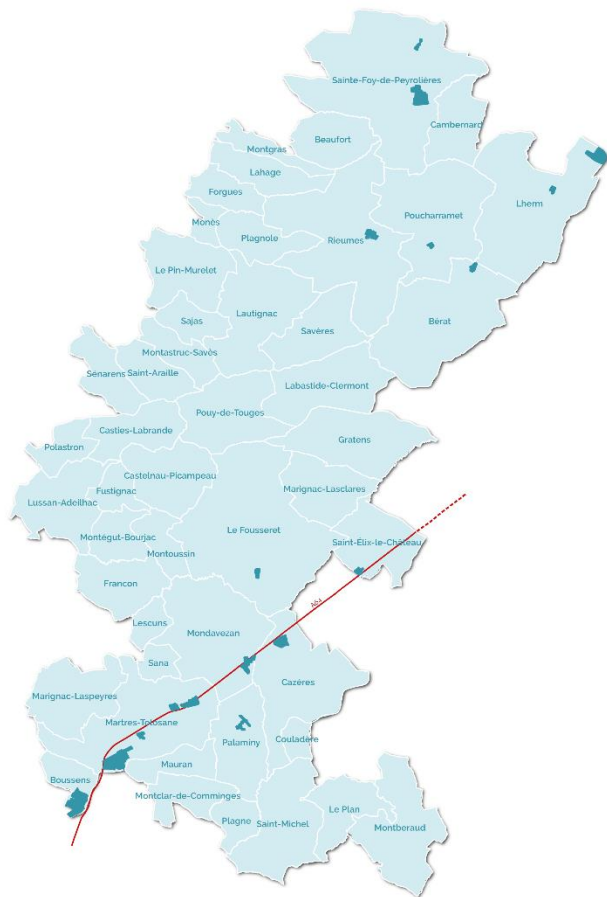 Sainte-Foy-de-Peyrolières
Cambernard
Beaufort
Montgras
Lahage
Forgues
Lherm
Poucharramet
Monès
Plagnole
Rieumes
Le Pin-Murelet
Lautignac
Sajas
Bérat
Savères
Montastruc-Savès
Sénarens
Saint-Araille
Labastide-Clermont
Pouy-de-Touges
Casties-Labrande
Gratens
Polastron
Castelnau-Picampeau
Marignac-Lasclares
Fustignac
Lussan-Adeilhac
Le Fousseret
Montégut-Bourjac
Saint-Élix-le-Château
Montoussin
Francon
A64
Lescuns
Mondavezan
Sana
Cazères
Marignac-Laspeyres
Martres-Tolosane
Palaminy
Couladère
Mauran
Boussens
Montclar-de-Comminges
Le Plan
Plagne
Saint-Michel
Montberaud